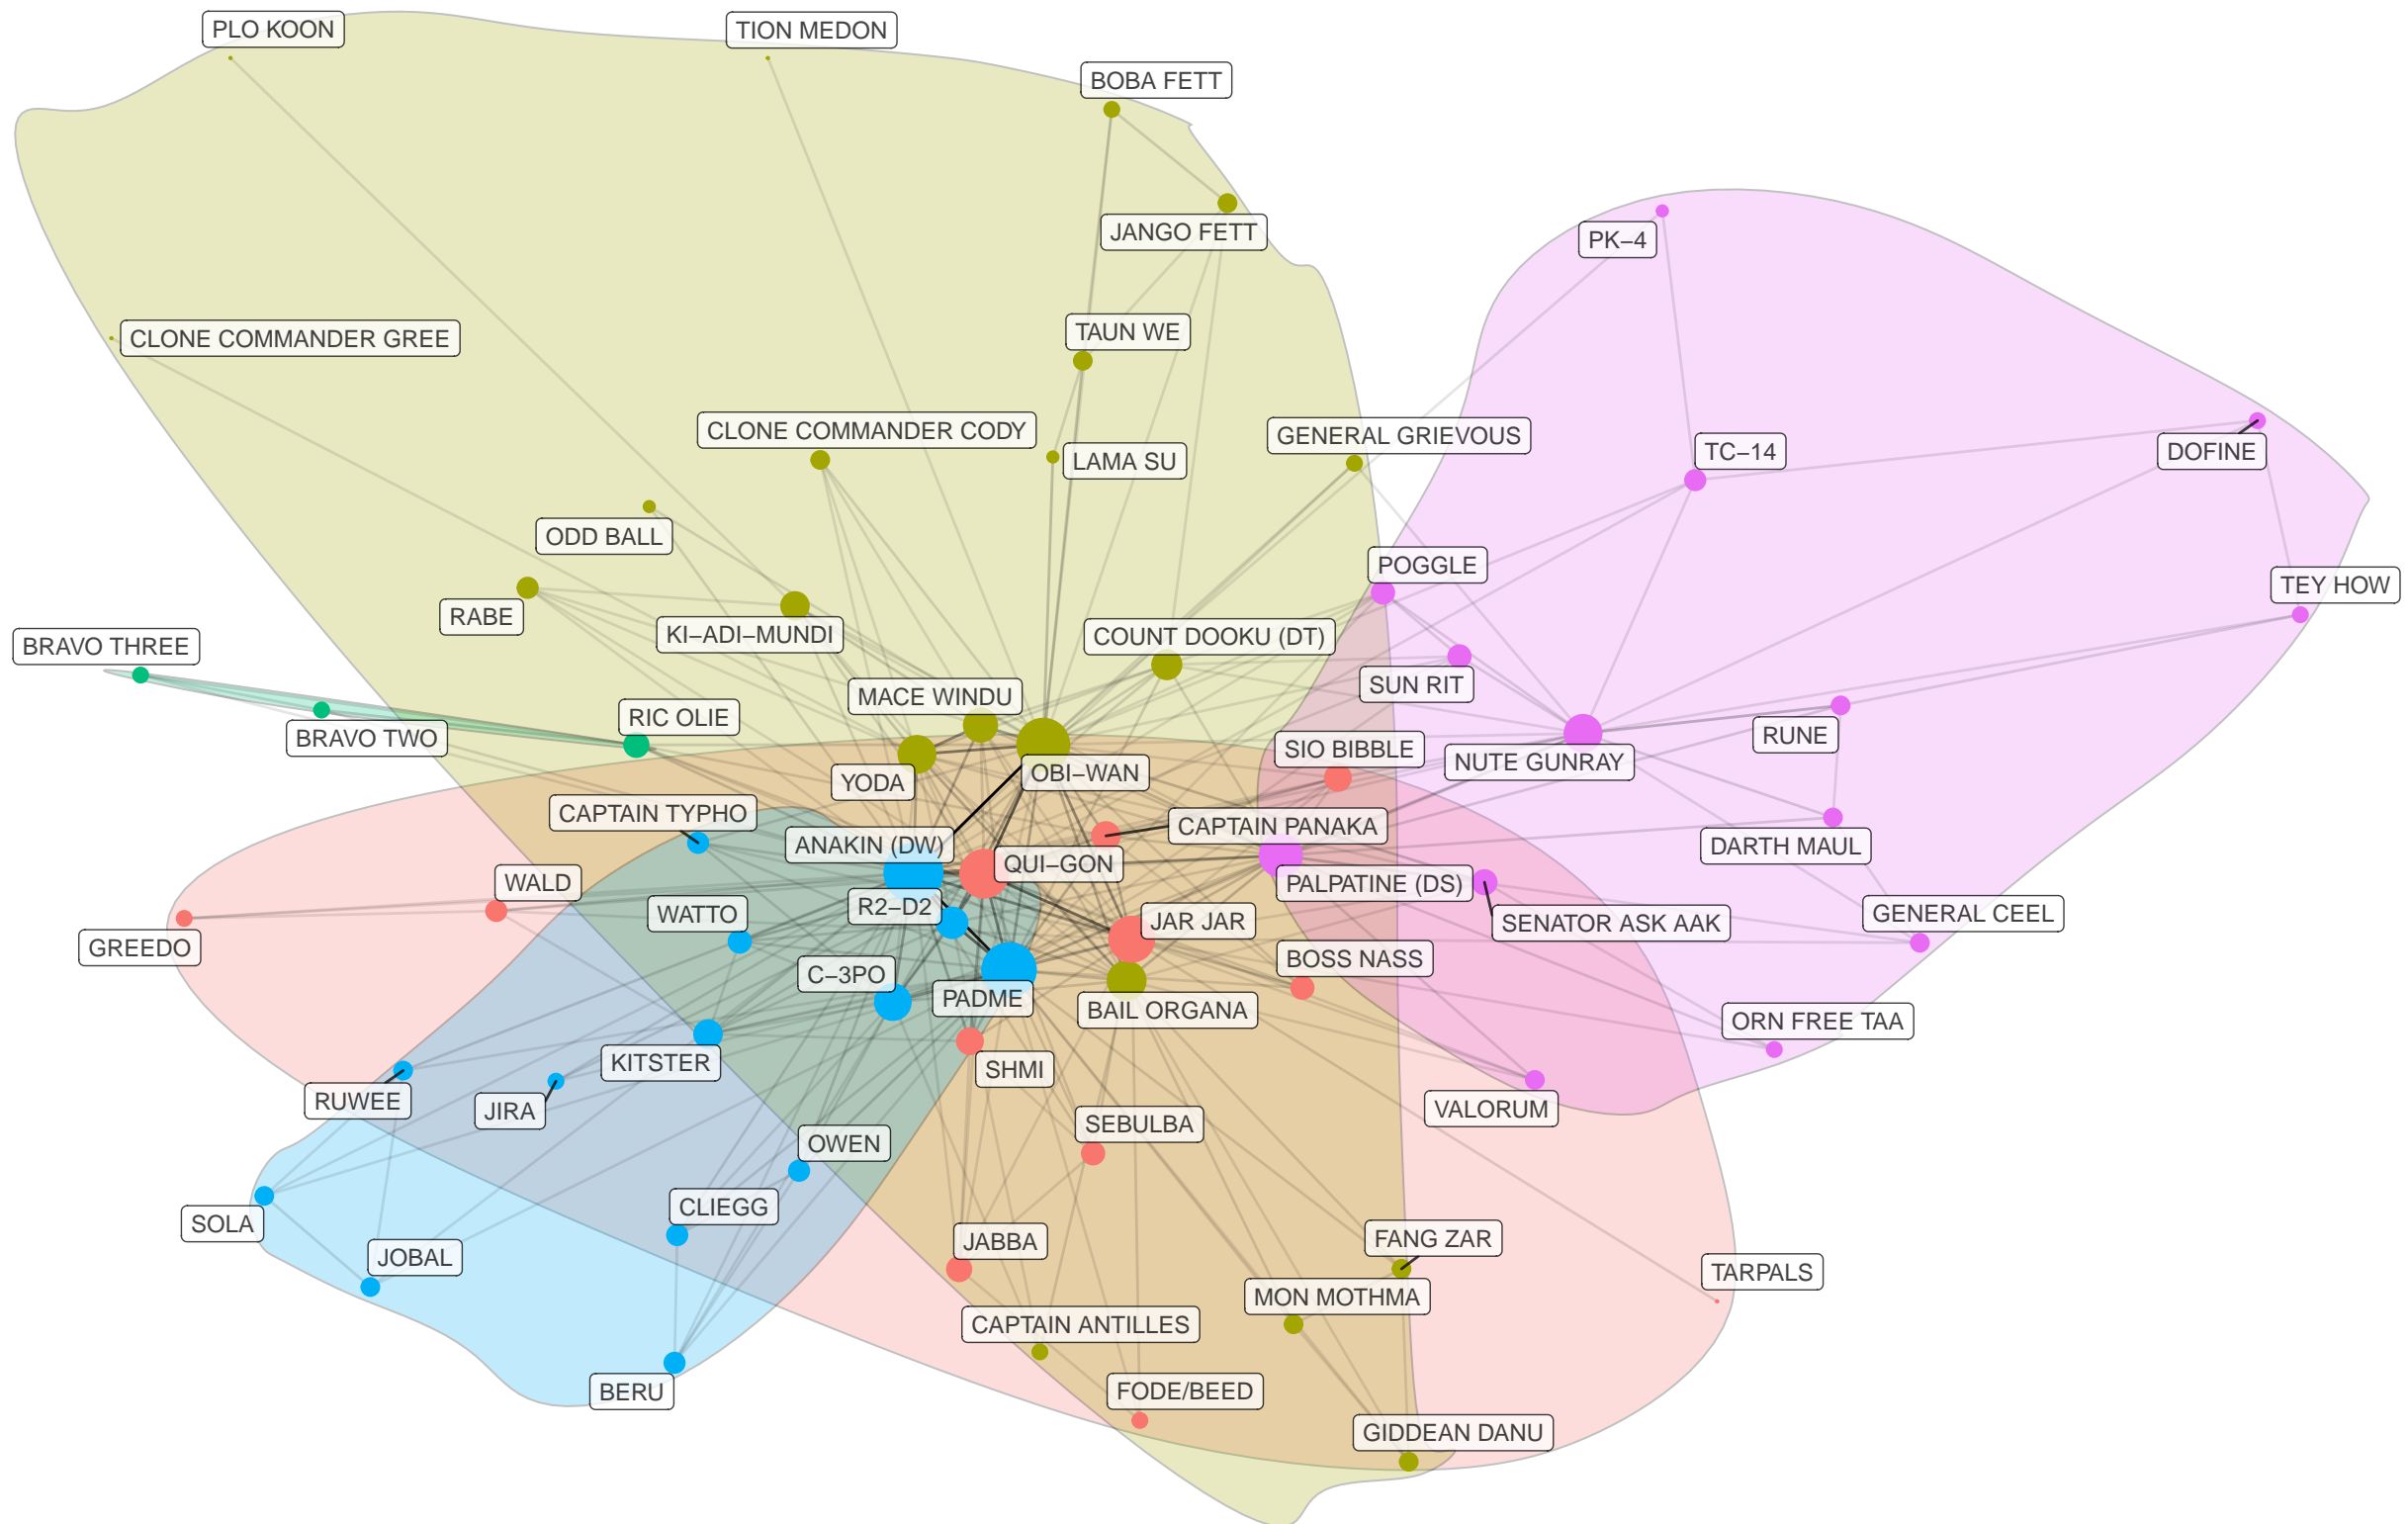 PLO KOON
TION MEDON
BOBA FETT
JANGO FETT
PK−4
TAUN WE
CLONE COMMANDER GREE
CLONE COMMANDER CODY
GENERAL GRIEVOUS
TC−14
DOFINE
LAMA SU
ODD BALL
POGGLE
TEY HOW
RABE
KI−ADI−MUNDI
COUNT DOOKU (DT)
BRAVO THREE
SUN RIT
MACE WINDU
RIC OLIE
BRAVO TWO
RUNE
SIO BIBBLE
NUTE GUNRAY
OBI−WAN
YODA
CAPTAIN TYPHO
CAPTAIN PANAKA
ANAKIN (DW)
DARTH MAUL
QUI−GON
WALD
PALPATINE (DS)
R2−D2
WATTO
GENERAL CEEL
JAR JAR
SENATOR ASK AAK
GREEDO
BOSS NASS
C−3PO
PADME
BAIL ORGANA
ORN FREE TAA
KITSTER
SHMI
RUWEE
JIRA
VALORUM
SEBULBA
OWEN
CLIEGG
SOLA
FANG ZAR
JABBA
JOBAL
TARPALS
MON MOTHMA
CAPTAIN ANTILLES
BERU
FODE/BEED
GIDDEAN DANU